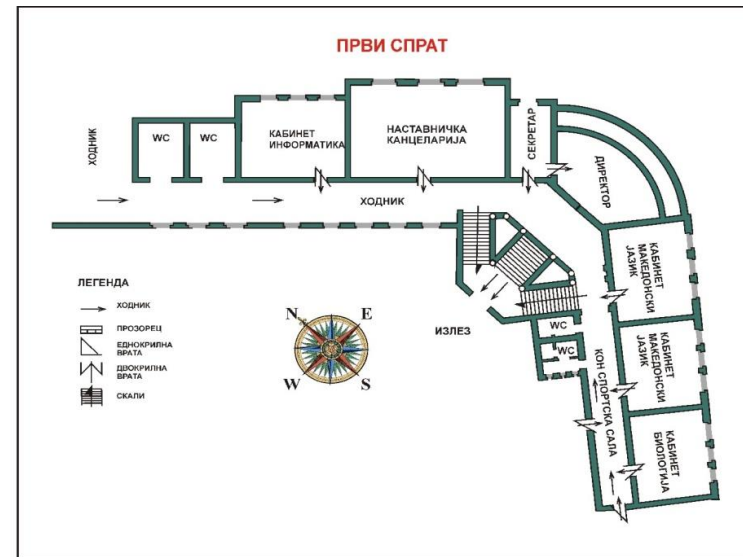 ПРВИ СПРАТ
ХОДНИК
WC
WC
КАБИНЕТ
ИНФОРМАТИКА
НАСТАВНИЧКА
КАНЦЕЛАРИЈА
СЕКРЕТАР
ДИРЕКТОР
ХОДНИК
КАБИНЕТ
МАКЕДОНСКИ
ЈАЗИК
ЛЕГЕНДА
ХОДНИК
ПРОЗОРЕЦ
ЕДНОКРИЛНА
ВРАТА
ДВОКРИЛНА
ВРАТА
СКАЛИ
N
E
W
S
ИЗЛЕЗ
WC
WC
КАБИНЕТ
МАКЕДОНСКИ
ЈАЗИК
КОН СПОРТСКА САЛА
КАБИНЕТ
БИОЛОГИЈА